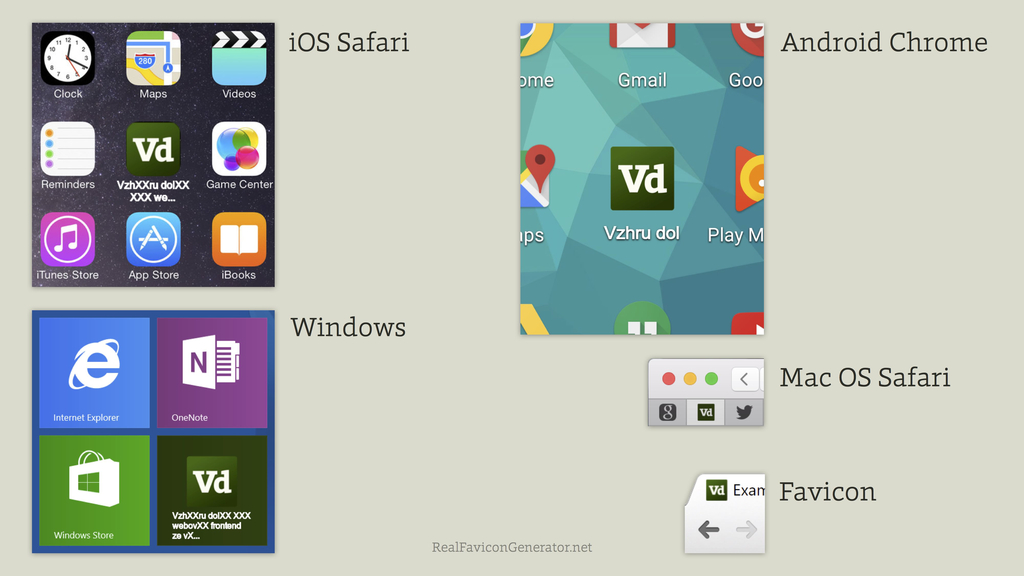 iOS Safari
Clock
Maps
280
Videos
Reminders
Vd
VzhXXru dolXX
XXX we...
Game Center
iTunes Store
App Store
iBooks
Android Chrome
ome
Gmail
Goo
aps
Vd
Vzhru dol
Play M
Windows
Internet Explorer
N
OneNote
Windows Store
Vd
VzhXXru dolXX XXX
webovXX frontend
ze vX...
Mac OS Safari
g
Vd
Favicon
Vd
Exam
RealFaviconGenerator.net